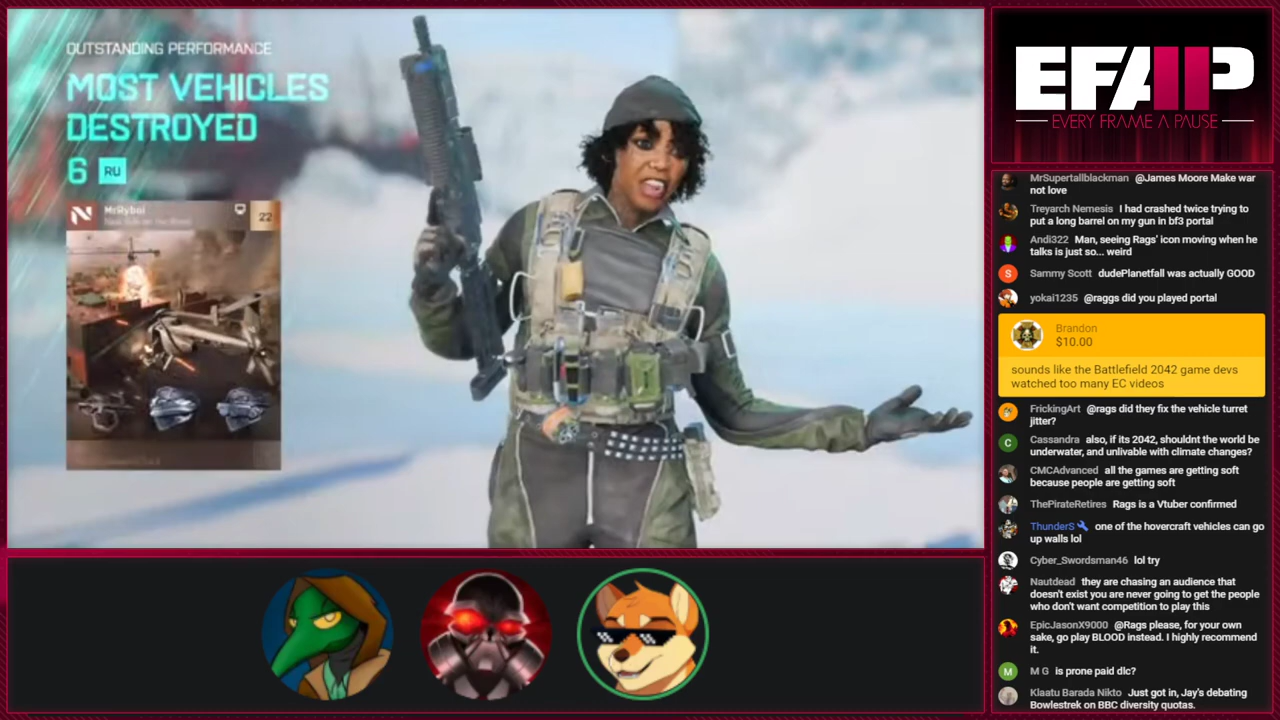 OUTSTANDING PERFORMANCE
MOST VEHICLES
DESTROYED
6 RU
MrRyboi
22
EFAP
EVERY FRAME A PAUSE
MrSupertallblackman @James Moore Make war
not love
Treyarch Nemesis I had crashed twice trying to
put a long barrel on my gun in bf3 portal
Andi322 Man, seeing Rags' icon moving when he
talks is just so... weird
S Sammy Scott dudePlanetfall was actually GOOD
yokai1235 @raggs did you played portal
Brandon
$10.00
sounds like the Battlefield 2042 game devs
watched too many EC videos
FrickingArt @rags did they fix the vehicle turret
jitter?
C Cassandra also, if its 2042, shouldnt the world be
underwater, and unlivable with climate changes?
CMCAdvanced all the games are getting soft
because people are getting soft
ThePirateRetires Rags is a Vtuber confirmed
ThunderS one of the hovercraft vehicles can go
up walls lol
Cyber_Swordsman46 lol try
Nautdead they are chasing an audience that
doesn't exist you are never going to get the people
who don't want competition to play this
EpicJasonX9000 @Rags please, for your own
sake, go play BLOOD instead. I highly recommend
it.
M M G is prone paid dlc?
Klaatu Barada Nikto Just got in, Jay's debating
Bowlestrek on BBC diversity quotas.